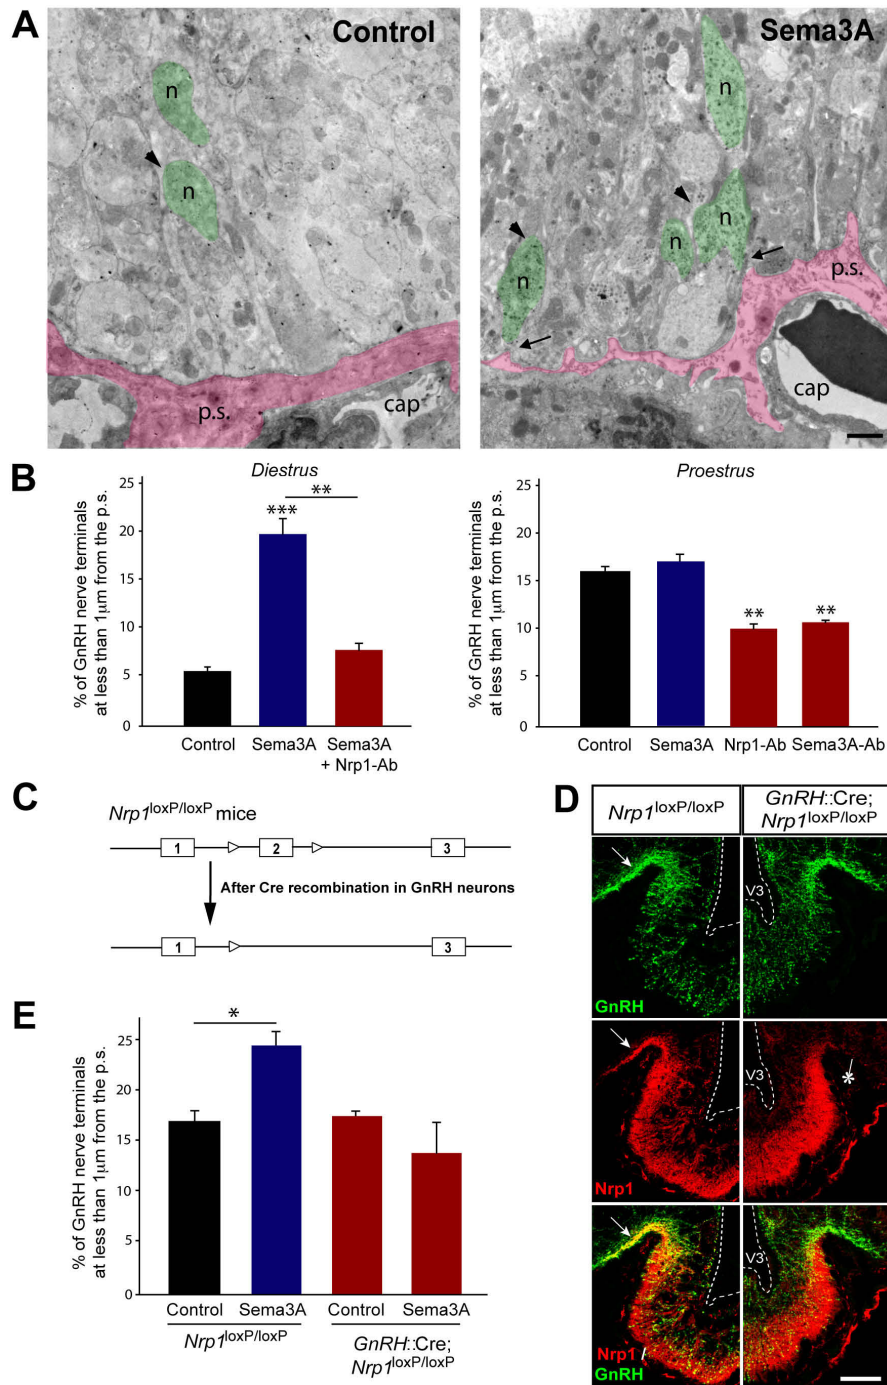 A
Control
n
n
p.s.
cap
Sema3A
n
n
n
n
p.s.
cap
B
Diestrus
% of GnRH nerve terminals
at less than 1µm from the p.s.
25
20
15
10
5
0
***
**
Control
Sema3A
Sema3A
+ Nrp1-Ab
Proestrus
% of GnRH nerve terminals
at less than 1µm from the p.s.
25
20
15
10
5
0
**
**
Control
Sema3A
Nrp1-Ab
Sema3A-Ab
C
Nrp1loxP/loxP mice
1
2
3
After Cre recombination in GnRH neurons
1
3
D
Nrp1loxP/loxP
GnRH::Cre;
Nrp1loxP/loxP
V3
GnRH
V3
*
Nrp1
V3
Nrp1/
GnRH
E
% of GnRH nerve terminals
at less than 1µm from the p.s.
25
20
15
10
5
0
*
Control
Sema3A
Control
Sema3A
Nrp1loxP/loxP
GnRH::Cre;
Nrp1loxP/loxP